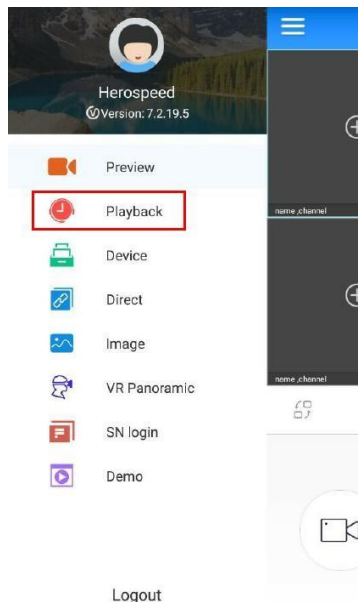 Herospeed
Version: 7.2.19.5
Preview
Playback
Device
Direct
Image
VR Panoramic
SN login
Demo
Logout
name ,channel
name ,channel